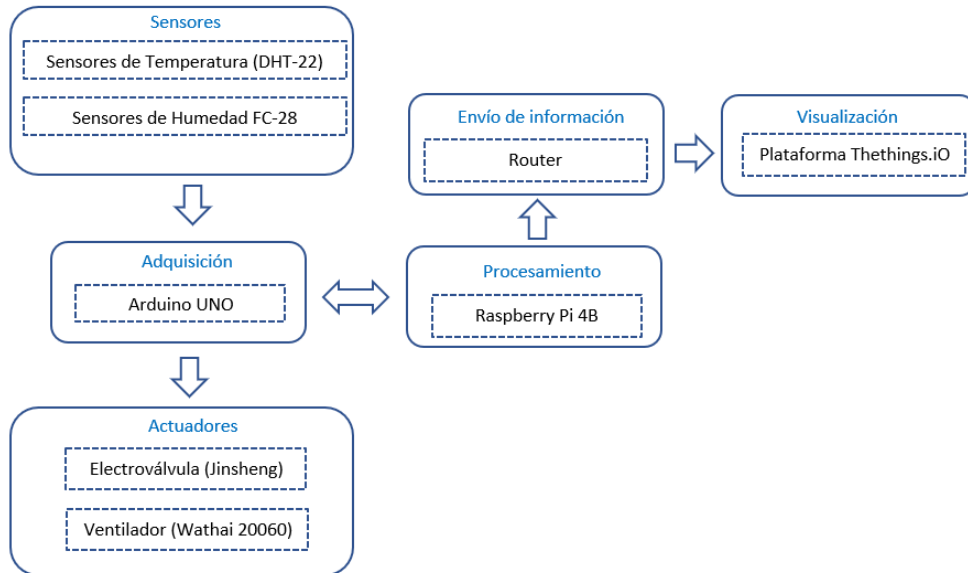 Sensores
Sensores de Temperatura (DHT-22)
Sensores de Humedad FC-28
Envío de información
Router
Visualización
Plataforma Thethings.iO
Adquisición
Arduino UNO
Procesamiento
Raspberry Pi 4B
Actuadores
Electroválvula (Jinsheng)
Ventilador (Wathai 20060)